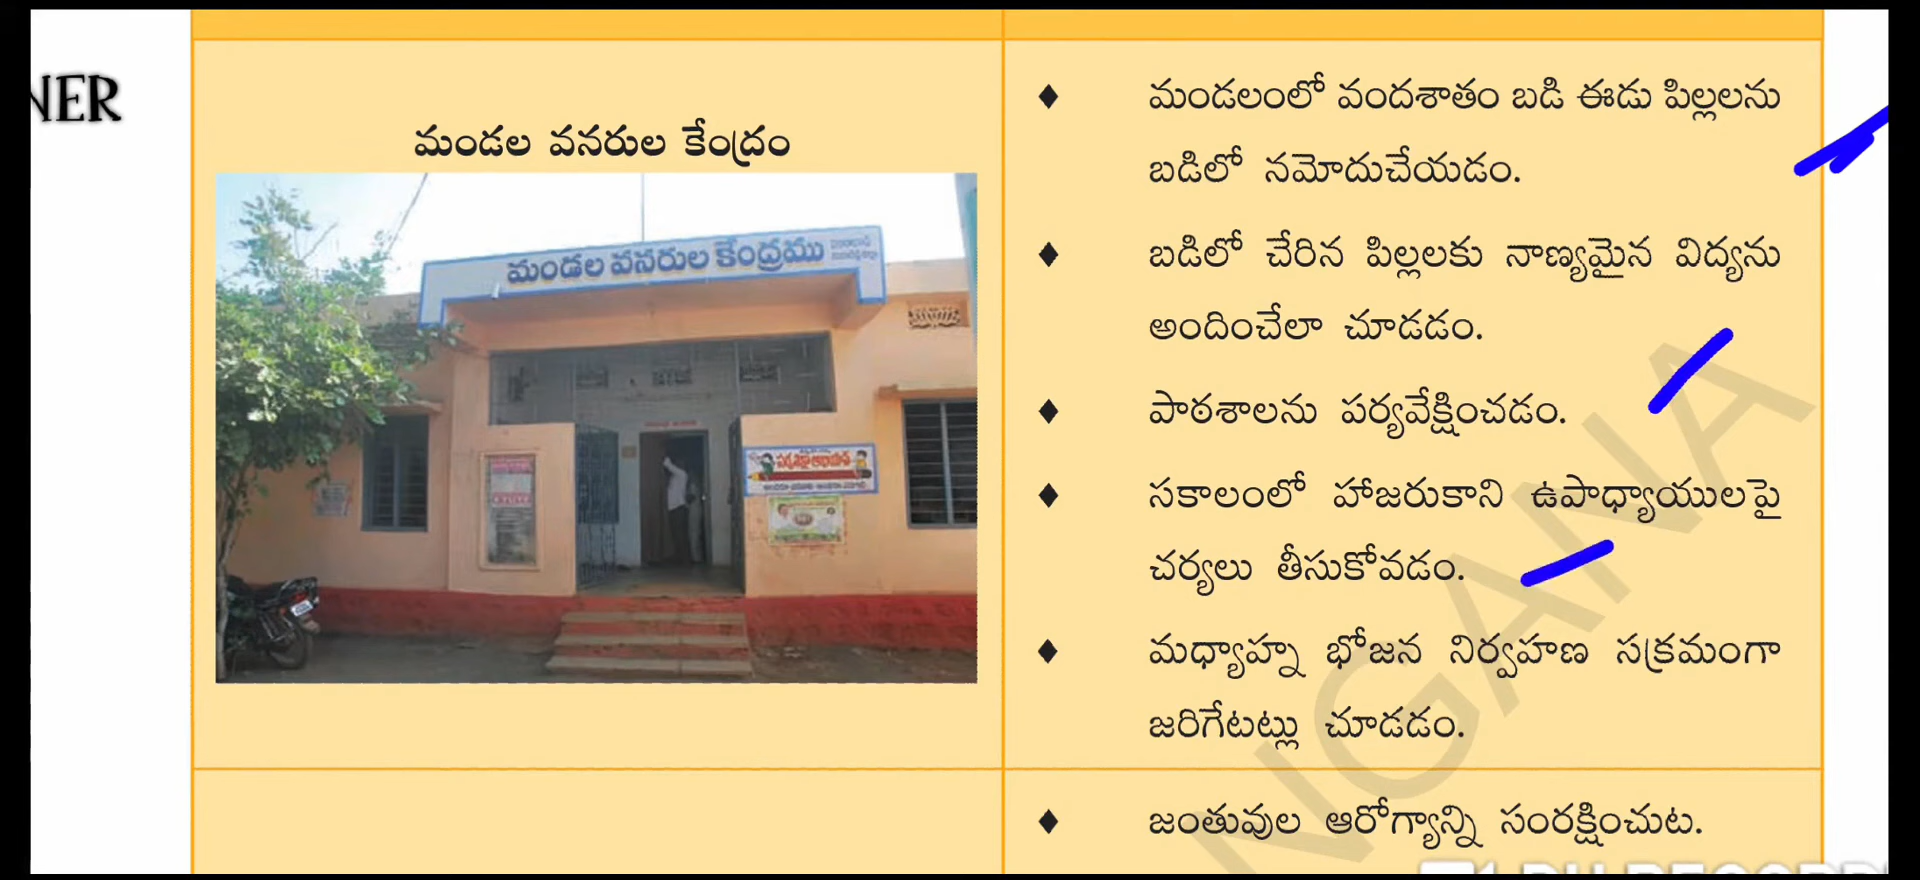 NER
మండల వనరుల కేంద్రం
మండల వనరుల కేంద్రము
మండలంలో వందశాతం బడి ఈడు పిల్లలను
బడిలో నమోదుచేయడం.
బడిలో చేరిన పిల్లలకు నాణ్యమైన విద్యను
అందించేలా చూడడం.
పాఠశాలను పర్యవేక్షించడం.
సకాలంలో హాజరుకాని ఉపాధ్యాయులపై
చర్యలు తీసుకోవడం.
మధ్యాహ్న భోజన నిర్వహణ సక్రమంగా
జరిగేటట్లు చూడడం.
జంతువుల ఆరోగ్యాన్ని సంరక్షించుట.
NGANA